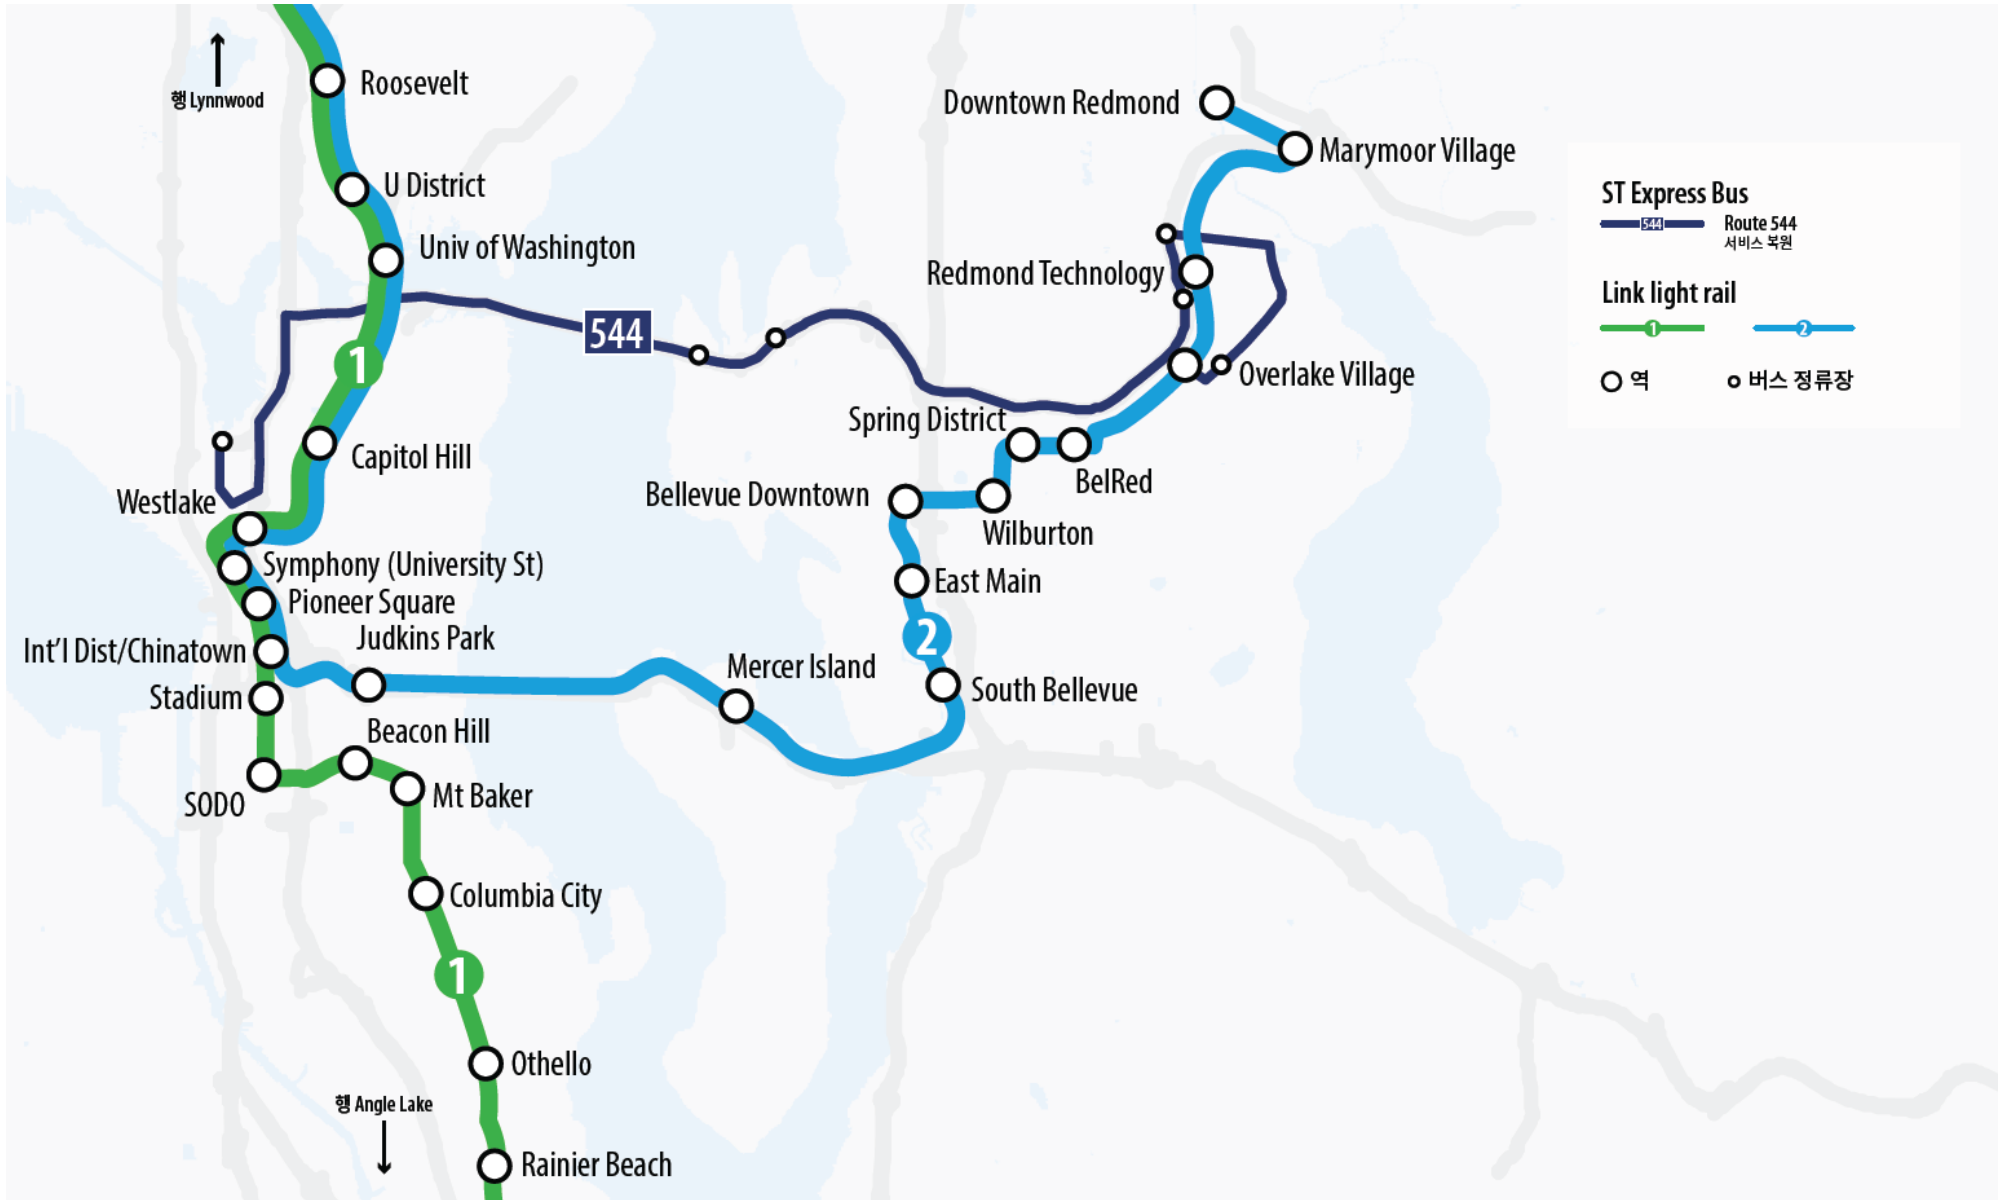 행 Lynnwood
Roosevelt
U District
Univ of Washington
544
1
Capitol Hill
Westlake
Symphony (University St)
Pioneer Square
Int'l Dist/Chinatown
Judkins Park
Stadium
Beacon Hill
SODO
Mt Baker
Columbia City
1
Othello
행 Angle Lake
Rainier Beach
Mercer Island
South Bellevue
2
East Main
Bellevue Downtown
Wilburton
Spring District
BelRed
Overlake Village
Redmond Technology
Marymoor Village
Downtown Redmond
ST Express Bus
544
Route 544
서비스 복원
Link light rail
1
2
역
버스 정류장